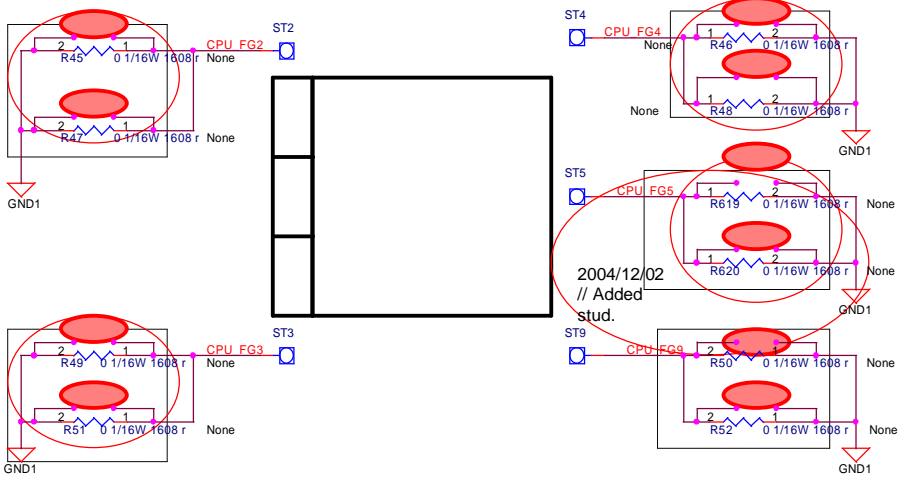 ST2
CPU_FG2
2 1
R45 0 1/16W 1608 r None
2 1
R47 0 1/16W 1608 r None
GND1
ST4
CPU_FG4
None
1 2
R46 0 1/16W 1608 r
None
1 2
R48 0 1/16W 1608 r
GND1
ST5
CPU_FG5
1 2
R619 0 1/16W 1608 r None
1 2
R620 0 1/16W 1608 r None
GND1
2004/12/02
// Added
stud.
ST3
CPU_FG3
2 1
R49 0 1/16W 1608 r None
2 1
R51 0 1/16W 1608 r None
GND1
ST9
CPU_FG9
2 1
R50 0 1/16W 1608 r None
2 1
R52 0 1/16W 1608 r None
GND1